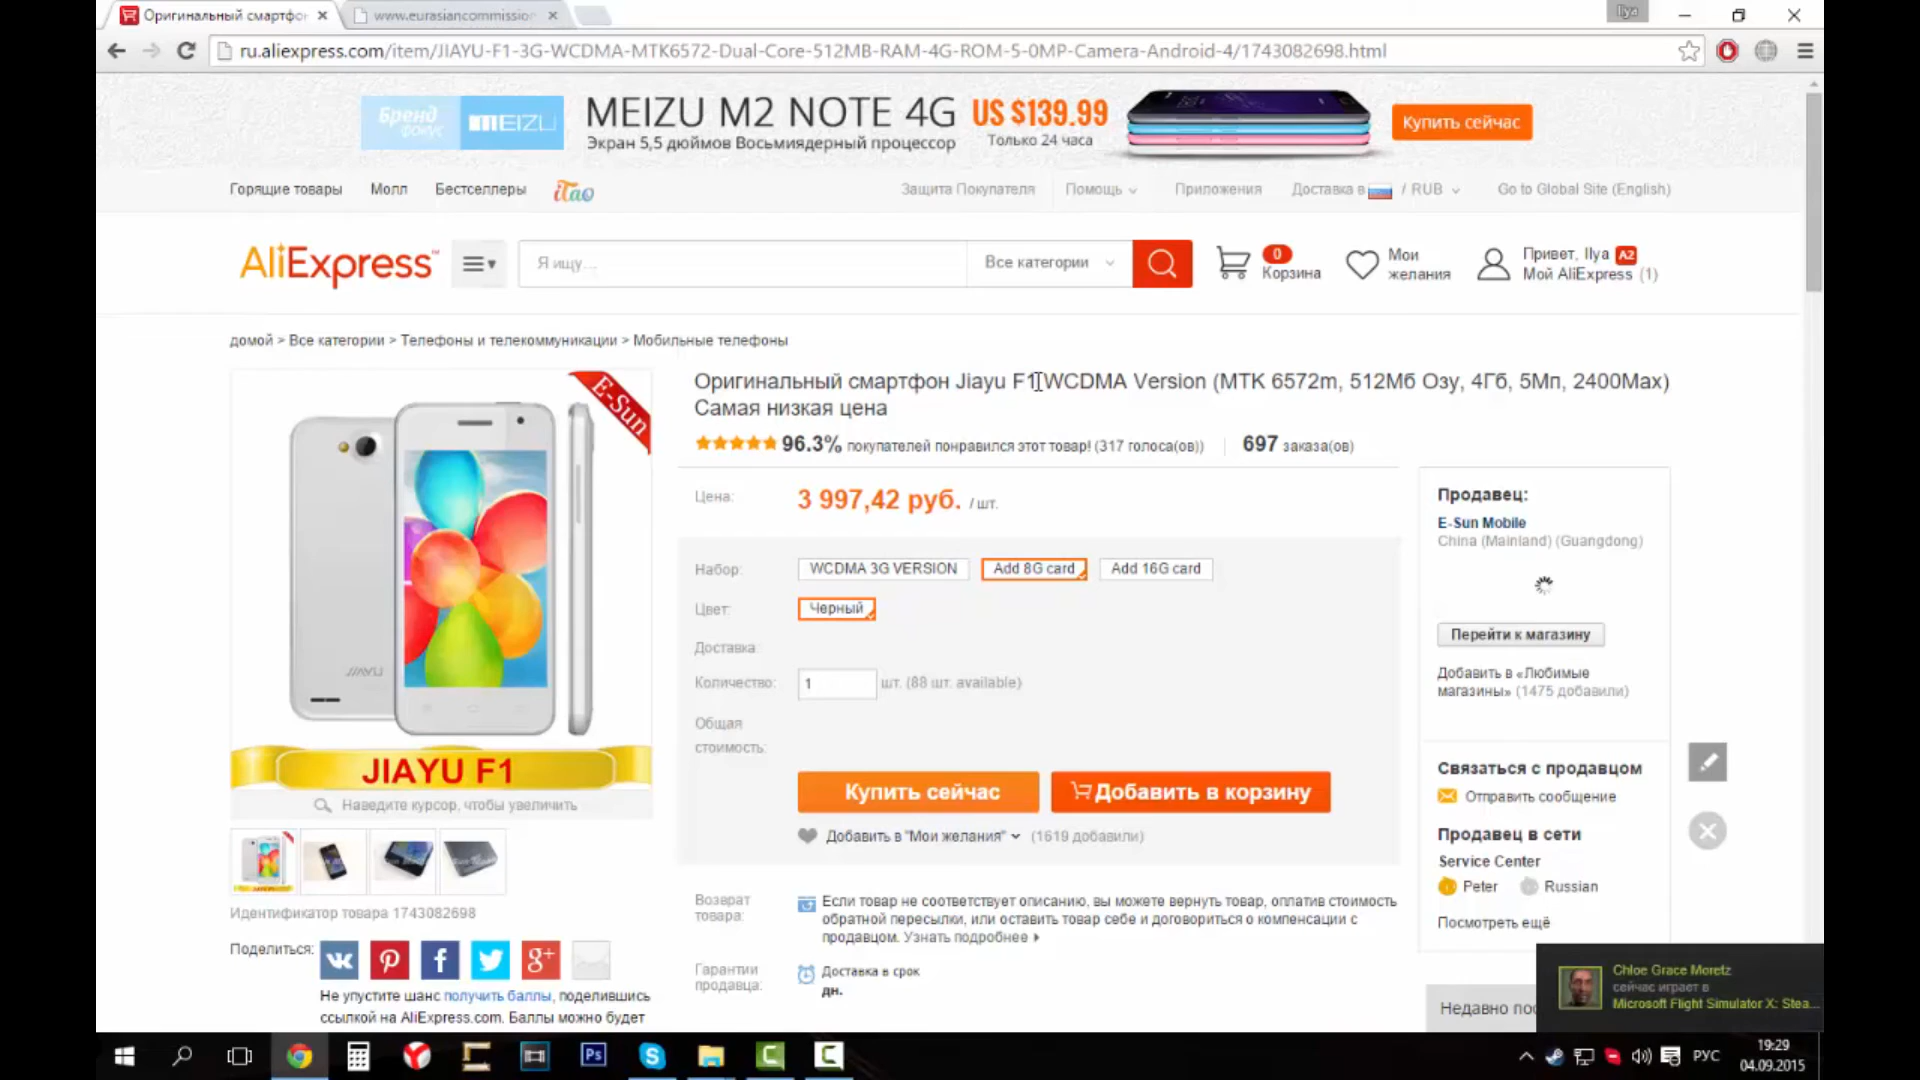 Оригинальный смартфон
www.eurasiancommission
Ilya
ru.aliexpress.com/item/JIAYU-F1-3G-WCDMA-MTK6572-Dual-Core-512MB-RAM-4G-ROM-5-0MP-Camera-Android-4/1743082698.html
Бренд фокус
MEIZU
MEIZU M2 NOTE 4G
Экран 5,5 дюймов Восьмиядерный процессор
US $139.99
Только 24 часа
Купить сейчас
Горящие товары Молл Бестселлеры iTao Защита Покупателя Помощь Приложения Доставка в / RUB Go to Global Site (English)
AliExpress™
Я ищу...
Все категории
0
Корзина
Мои желания
Привет, Ilya A2
Мой AliExpress (1)
домой > Все категории > Телефоны и телекоммуникации > Мобильные телефоны
Оригинальный смартфон Jiayu F1 WCDMA Version (МТК 6572m, 512Мб Озу, 4Гб, 5Мп, 2400Мах)
Самая низкая цена
96.3% покупателей понравился этот товар! (317 голоса(ов)) 697 заказа(ов)
Цена: 3 997,42 руб. / шт.
Набор: WCDMA 3G VERSION Add 8G card Add 16G card
Цвет: Черный
Доставка:
Количество: 1 шт. (88 шт. available)
Общая
стоимость:
Купить сейчас
Добавить в корзину
Добавить в "Мои желания" (1619 добавили)
Возврат
товара:
Если товар не соответствует описанию, вы можете вернуть товар, оплатив стоимость
обратной пересылки, или оставить товар себе и договориться о компенсации с
продавцом. Узнать подробнее
Гарантии
продавца:
Доставка в срок
дн.
E-Sun
JIAYU
JIAYU F1
Наведите курсор, чтобы увеличить
Идентификатор товара 1743082698
Поделиться:
Не упустите шанс получить баллы, поделившись
ссылкой на AliExpress.com. Баллы можно будет
Продавец:
E-Sun Mobile
China (Mainland) (Guangdong)
Перейти к магазину
Добавить в «Любимые
магазины» (1475 добавили)
Связаться с продавцом
Отправить сообщение
Продавец в сети
Service Center
Peter Russian
Посмотреть ещё
Недавно
Chloe Grace Moretz
сейчас играет в
Microsoft Flight Simulator X: Stea...
Ps
РУС
19:29
04.09.2015